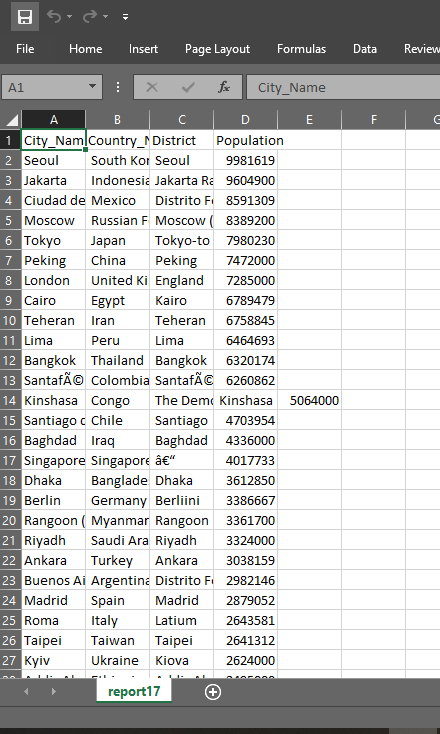 File Home Insert Page Layout Formulas Data Review
A1 fx City_Name
A B C D E F G
1 City_Nam Country_N District Population
2 Seoul South Kor Seoul 9981619
3 Jakarta Indonesia Jakarta Ra 9604900
4 Ciudad de Mexico Distrito Fe 8591309
5 Moscow Russian F Moscow ( 8389200
6 Tokyo Japan Tokyo-to 7980230
7 Peking China Peking 7472000
8 London United Ki England 7285000
9 Cairo Egypt Kairo 6789479
10 Teheran Iran Teheran 6758845
11 Lima Peru Lima 6464693
12 Bangkok Thailand Bangkok 6320174
13 SantafÃ© Colombia SantafÃ© 6260862
14 Kinshasa Congo The Demo Kinshasa 5064000
15 Santiago d Chile Santiago 4703954
16 Baghdad Iraq Baghdad 4336000
17 Singapore Singapore â€“ 4017733
18 Dhaka Banglades Dhaka 3612850
19 Berlin Germany Berliini 3386667
20 Rangoon ( Myanmar Rangoon 3361700
21 Riyadh Saudi Ara Riyadh 3324000
22 Ankara Turkey Ankara 3038159
23 Buenos Ai Argentina Distrito Fe 2982146
24 Madrid Spain Madrid 2879052
25 Roma Italy Latium 2643581
26 Taipei Taiwan Taipei 2641312
27 Kyiv Ukraine Kiova 2624000
report17